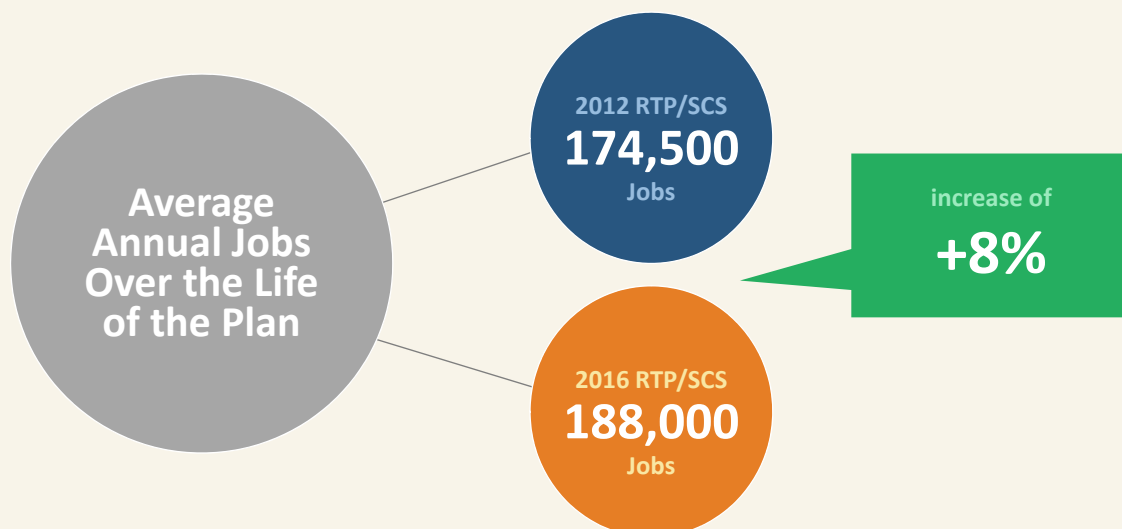 Average
Annual Jobs
Over the Life
of the Plan
2012 RTP/SCS
174,500
Jobs
2016 RTP/SCS
188,000
Jobs
increase of
+8%